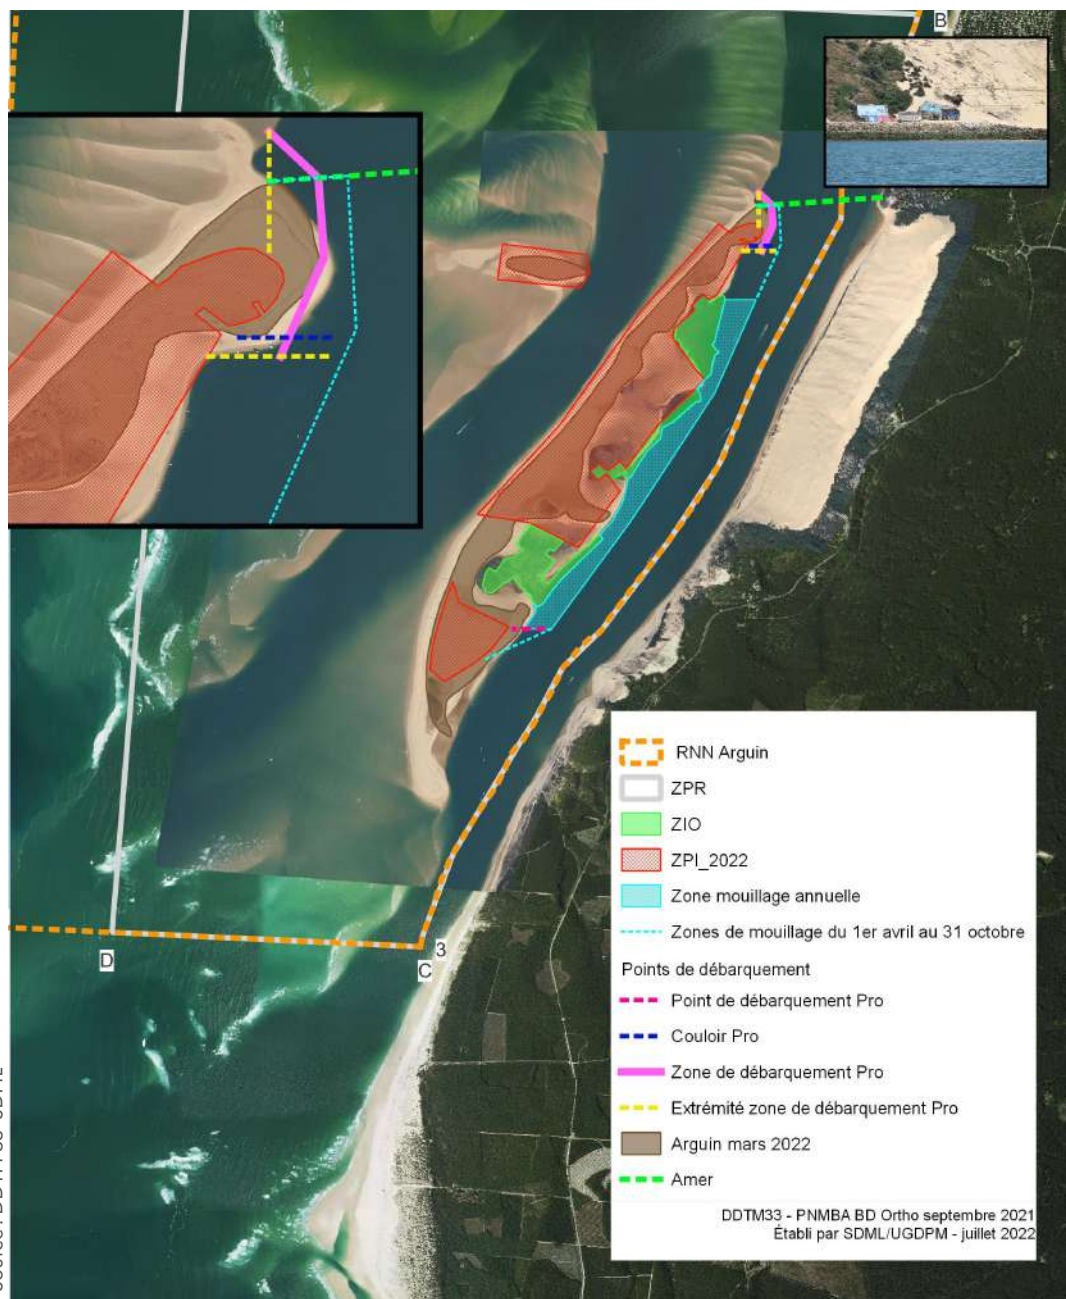 B
D
3
C
RNN Arguin
ZPR
ZIO
ZPI_2022
Zone mouillage annuelle
Zones de mouillage du 1er avril au 31 octobre
Points de débarquement
Point de débarquement Pro
Couloir Pro
Zone de débarquement Pro
Extrémité zone de débarquement Pro
Arguin mars 2022
Amer
DDTM33 - PNMBA BD Ortho septembre 2021
Établi par SDML/UGDPM - juillet 2022